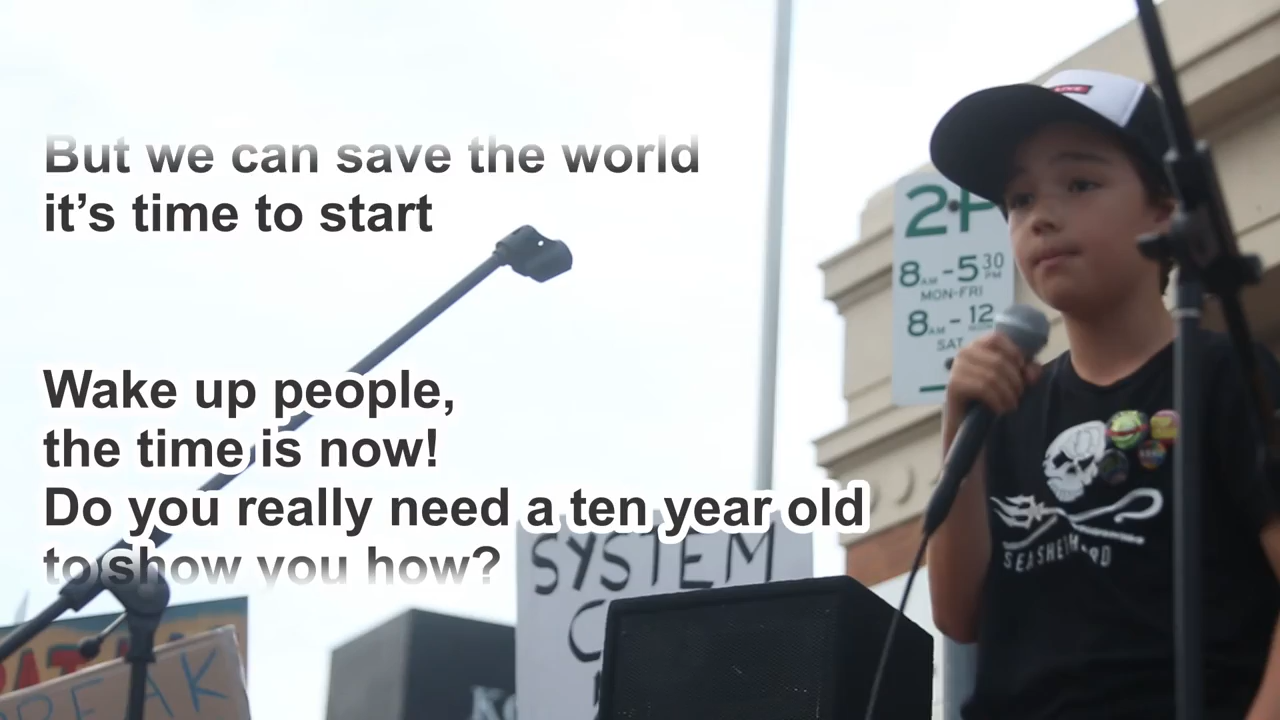 But we can save the world
it’s time to start
Wake up people,
the time is now!
Do you really need a ten year old
to show you how?
2P
8AM-530PM
MON-FRI
8AM-12NOON
SAT
SEA SHEPHERD
SYSTEM
BREAK